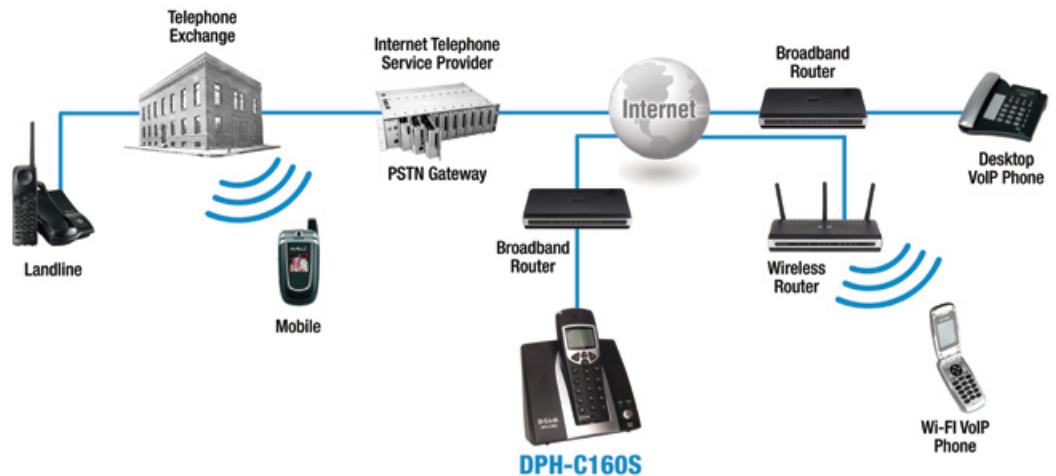 Telephone
Exchange
Internet Telephone
Service Provider
Broadband
Router
Internet
PSTN Gateway
Desktop
VoIP Phone
Landline
Broadband
Router
Wireless
Router
Mobile
D-Link
Wi-FI VoIP
Phone
DPH-C160S